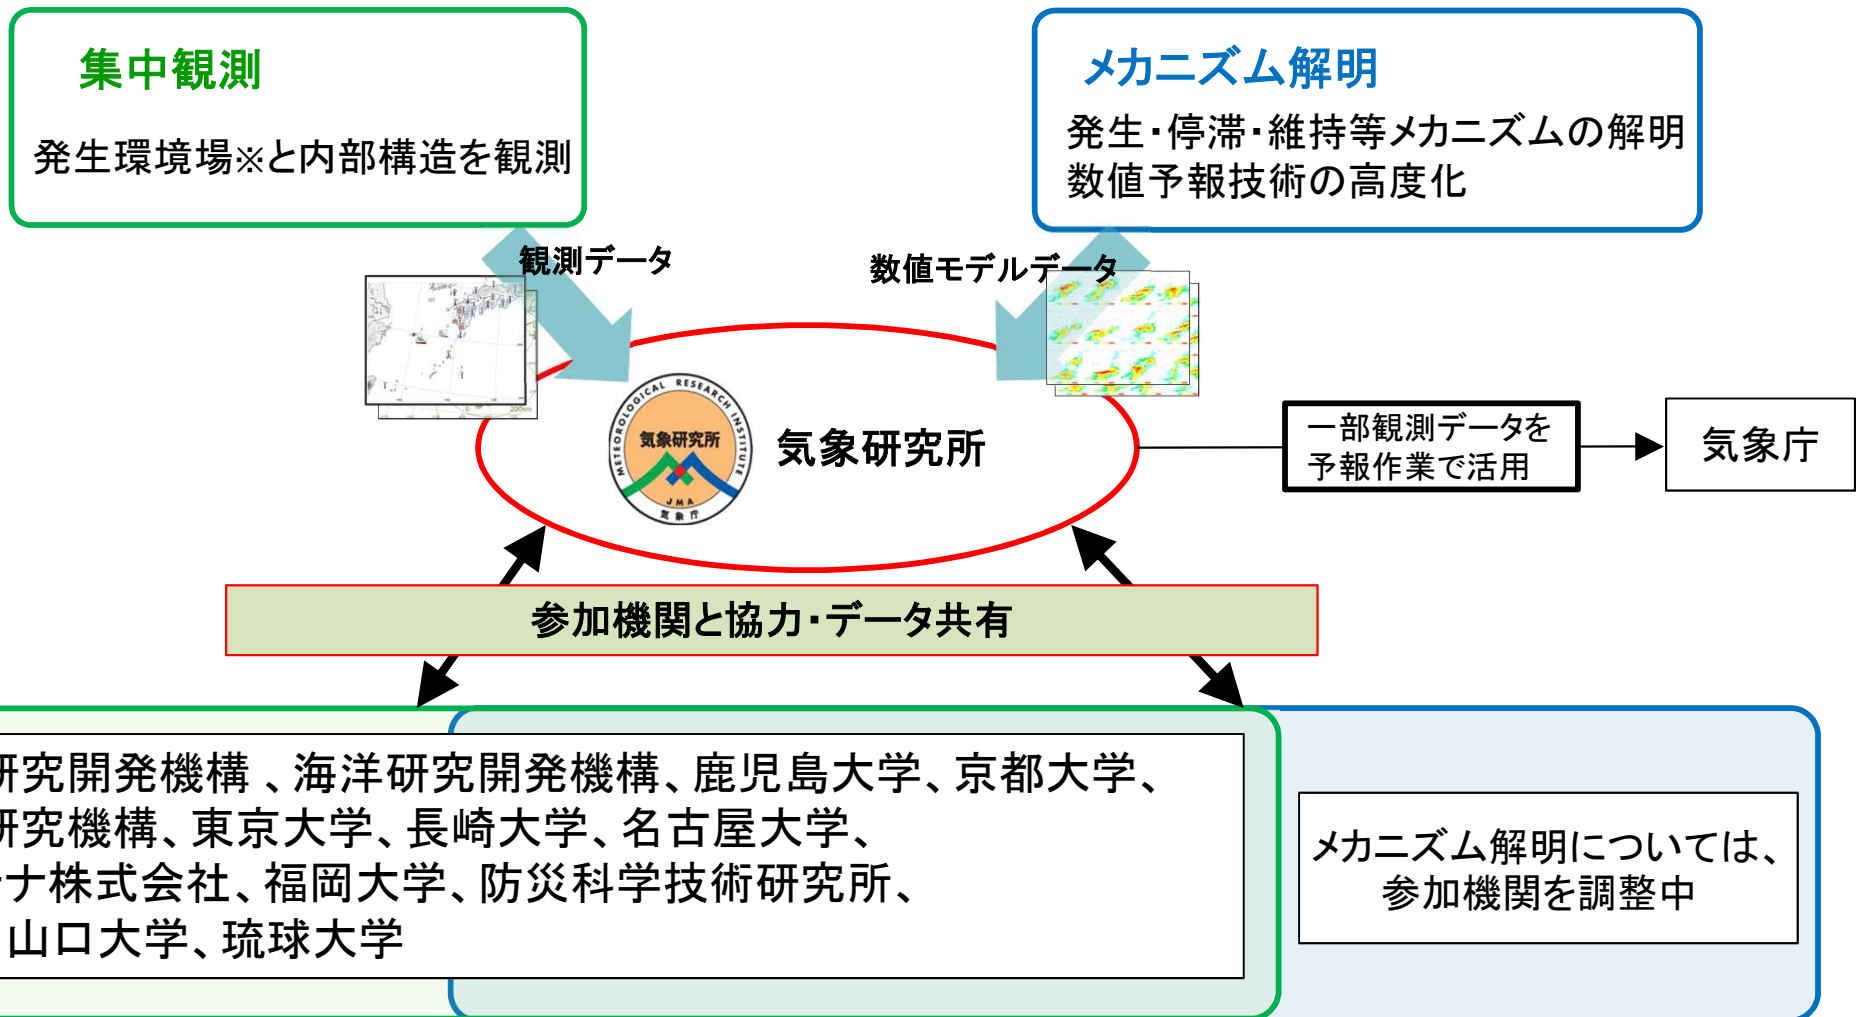 集中観測
発生環境場※と内部構造を観測
メカニズム解明
発生・停滞・維持等メカニズムの解明
数値予報技術の高度化
観測データ
数値モデルデータ
METEOROLOGICAL RESEARCH INSTITUTE
気象研究所
JMA
気象庁
気象研究所
200km
一部観測データを
予報作業で活用
気象庁
参加機関と協力・データ共有
研究開発機構、海洋研究開発機構、鹿児島大学、京都大学、
研究機構、東京大学、長崎大学、名古屋大学、
ナ株式会社、福岡大学、防災科学技術研究所、
山口大学、琉球大学
メカニズム解明については、
参加機関を調整中